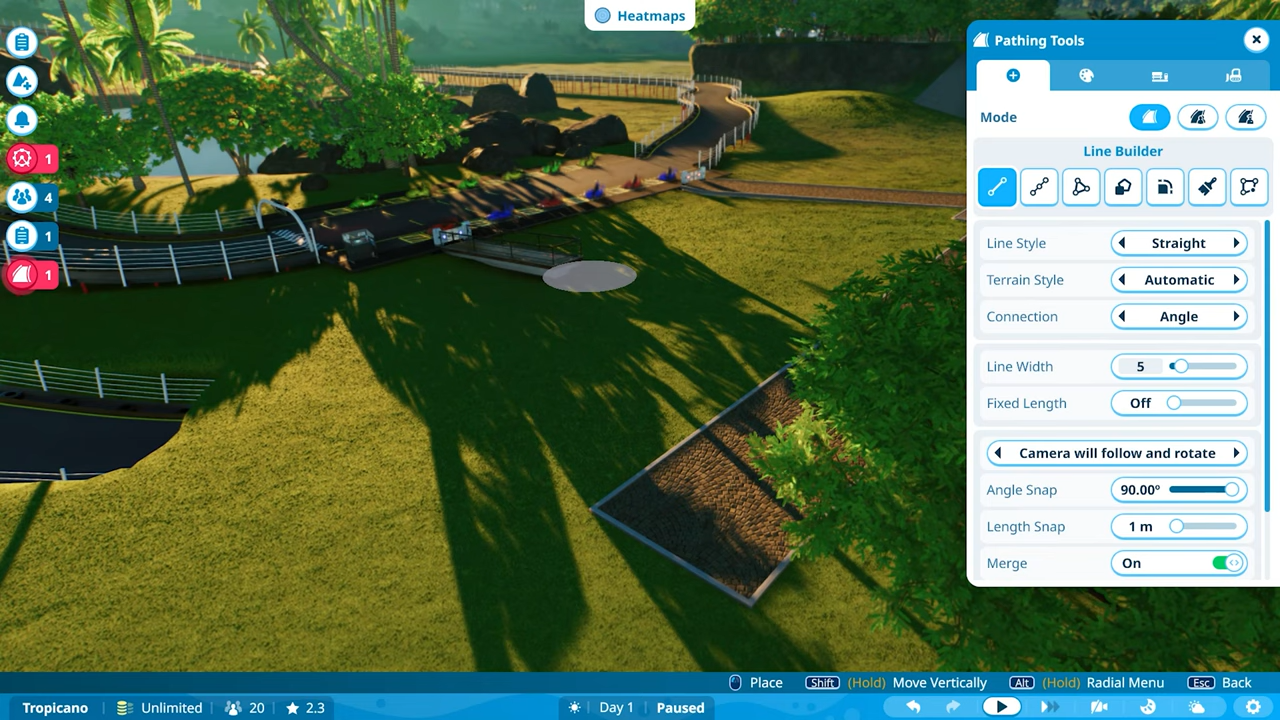 Heatmaps
1
4
1
1
Pathing Tools
Mode
Line Builder
Line Style Straight
Terrain Style Automatic
Connection Angle
Line Width 5
Fixed Length Off
Camera will follow and rotate
Angle Snap 90.00°
Length Snap 1 m
Merge On
Place Shift (Hold) Move Vertically Alt (Hold) Radial Menu Esc Back
Tropicano Unlimited 20 2.3 Day 1 Paused